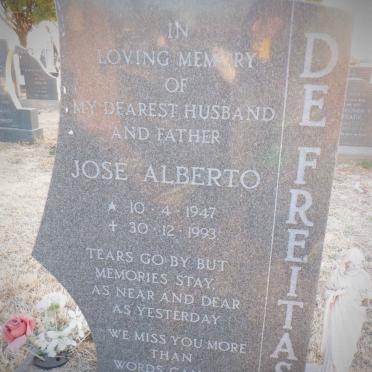 IN
LOVING MEMORY
OF
MY DEAREST HUSBAND
AND FATHER
JOSE ALBERTO
★ 10·4·1947
✝ 30·12·1993
TEARS GO BY BUT
MEMORIES STAY,
AS NEAR AND DEAR
AS YESTERDAY
WE MISS YOU MORE
THAN
WORDS
DE FREITAS